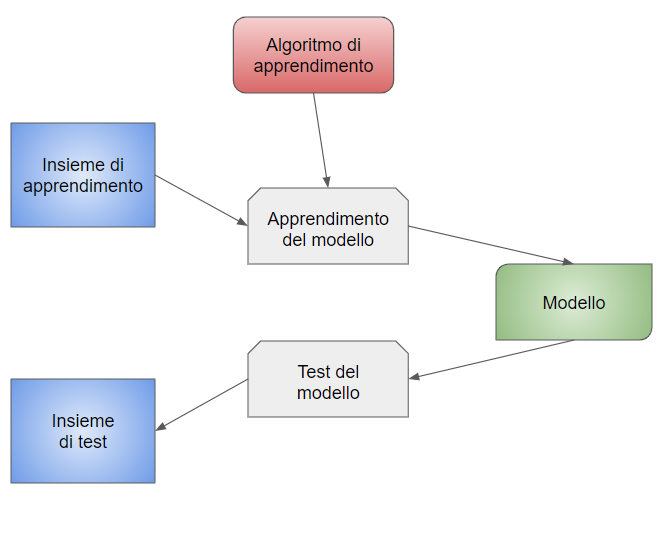 Algoritmo di
apprendimento
Insieme di
apprendimento
Apprendimento
del modello
Modello
Test del
modello
Insieme
di test